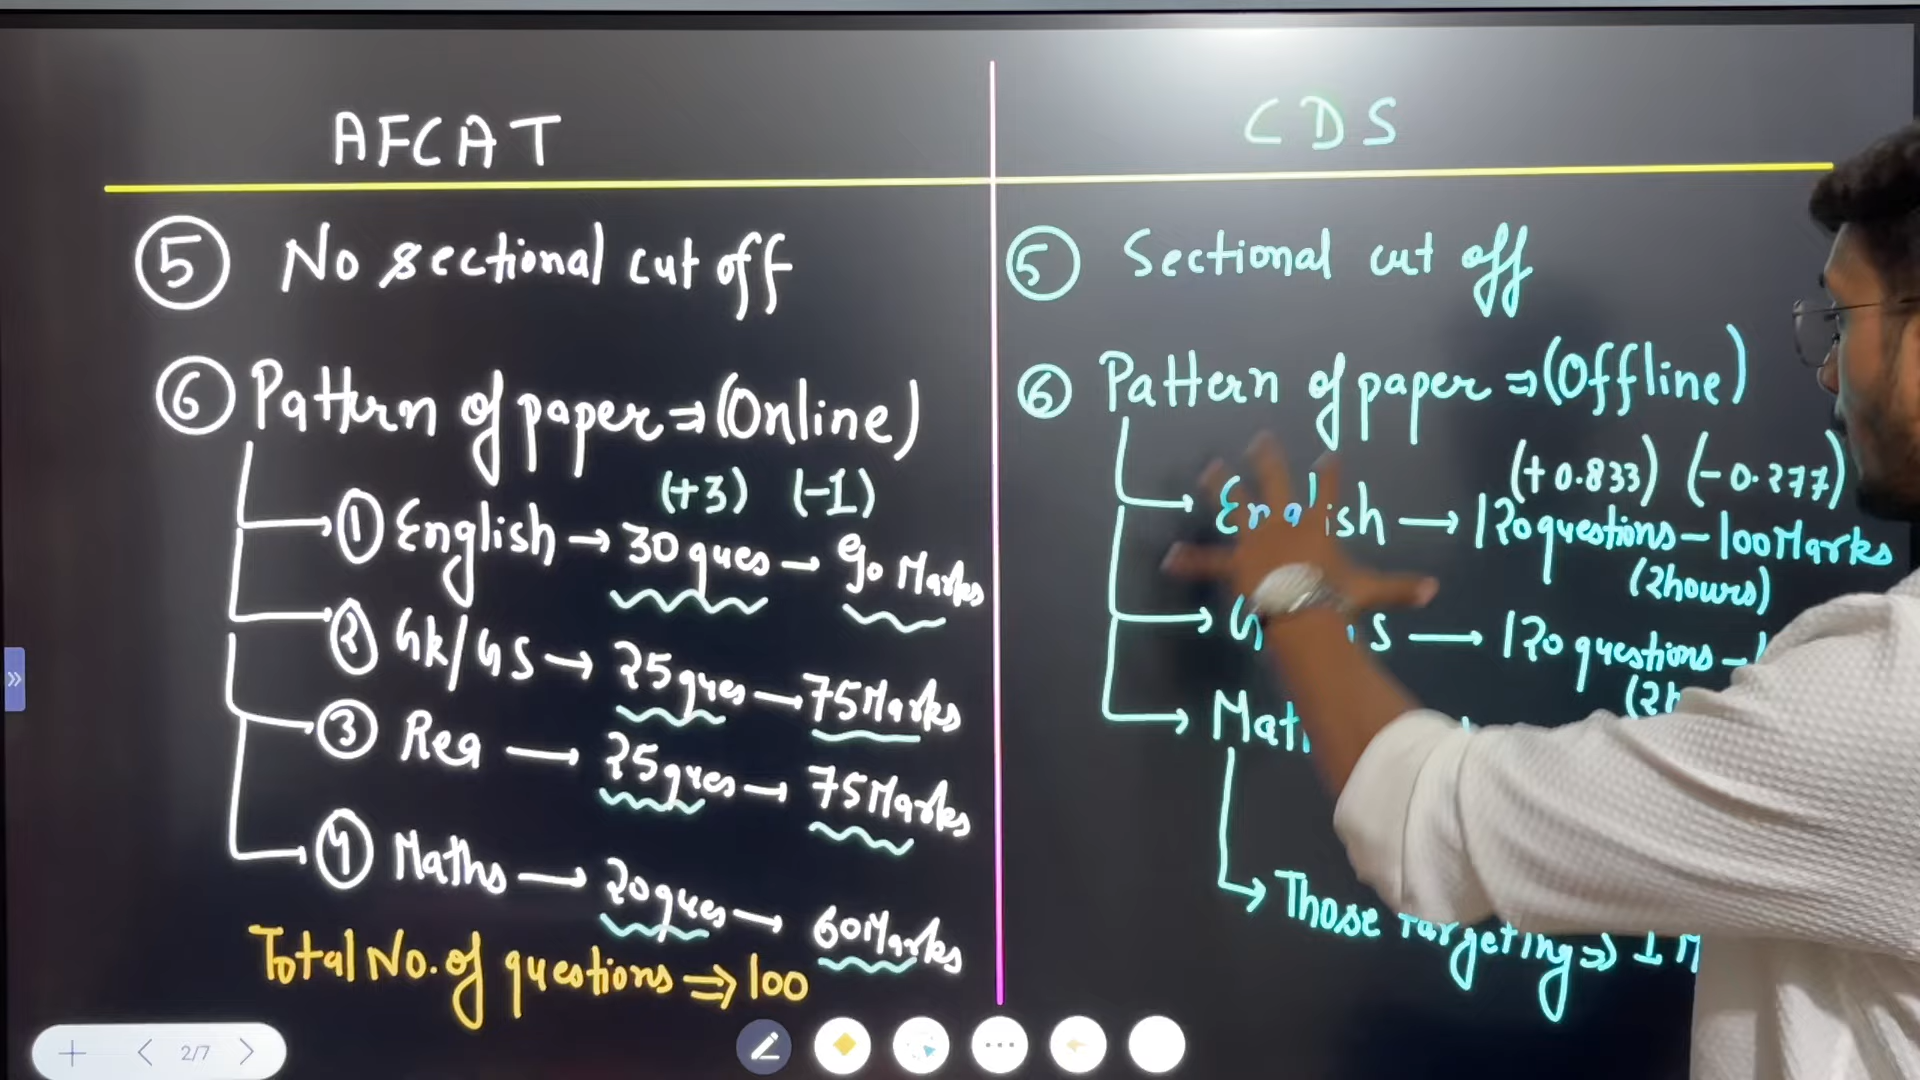 AFCAT
⑤ No sectional cut off
⑥ Pattern of paper ⇒ (Online)
(+3) (-1)
① English → 30 ques → 90 Marks
② GK/GS → 25 ques → 75 Marks
③ Rea → 25 ques → 75 Marks
④ Maths → 20 ques → 60 Marks
Total No. of questions ⇒ 100
CDS
⑤ Sectional cut off
⑥ Pattern of paper ⇒ (Offline)
(+0.833) (-0.277)
English → 120 questions - 100 Marks
(2hours)
→ 120 questions -
Those targeting ⇒
2/7